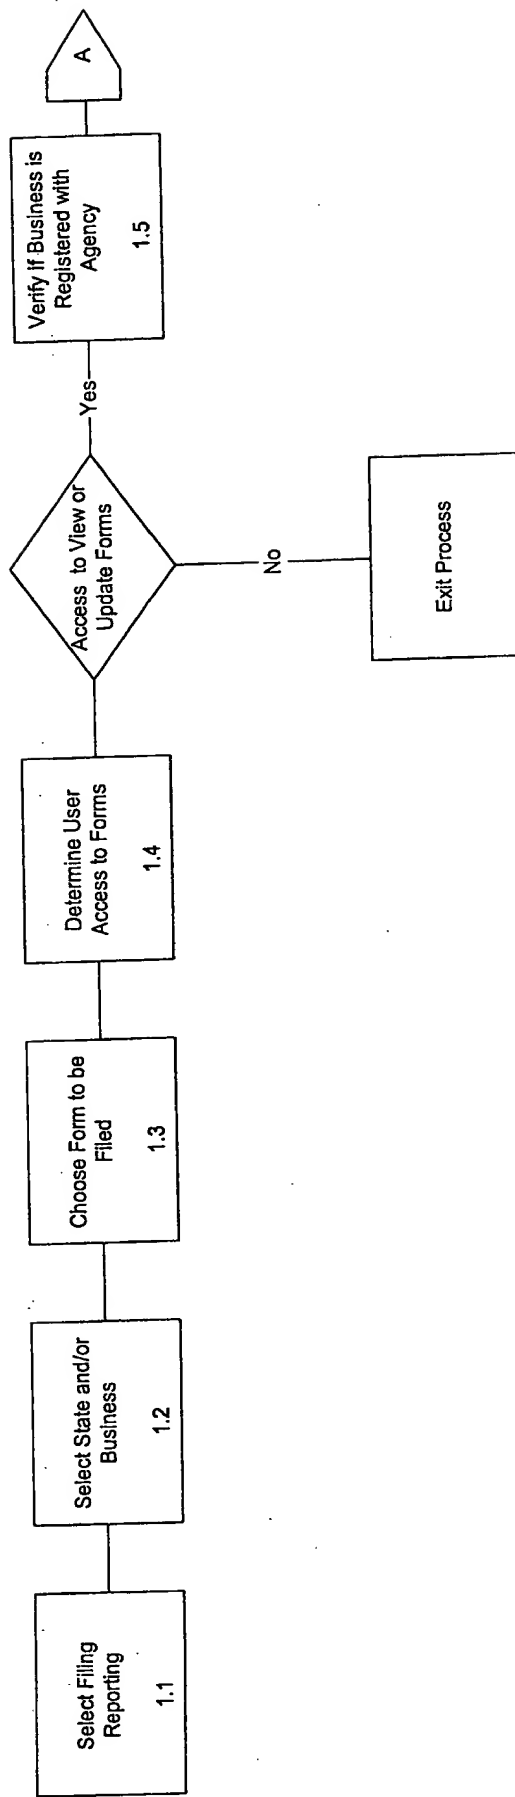 Select Filing
Reporting
1.1
Select State and/or
Business
1.2
Choose Form to be
Filed
1.3
Determine User
Access to Forms
1.4
Access to View or
Update Forms
Yes
No
Exit Process
Verify if Business is
Registered with
Agency
1.5
A